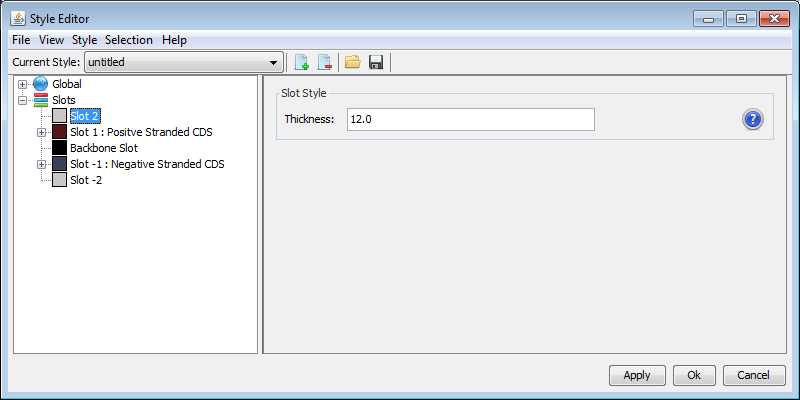 Style Editor
File View Style Selection Help
Current Style: untitled
Global
Slots
Slot 2
Slot 1 : Positve Stranded CDS
Backbone Slot
Slot -1 : Negative Stranded CDS
Slot -2
Slot Style
Thickness: 12.0
?
Apply Ok Cancel